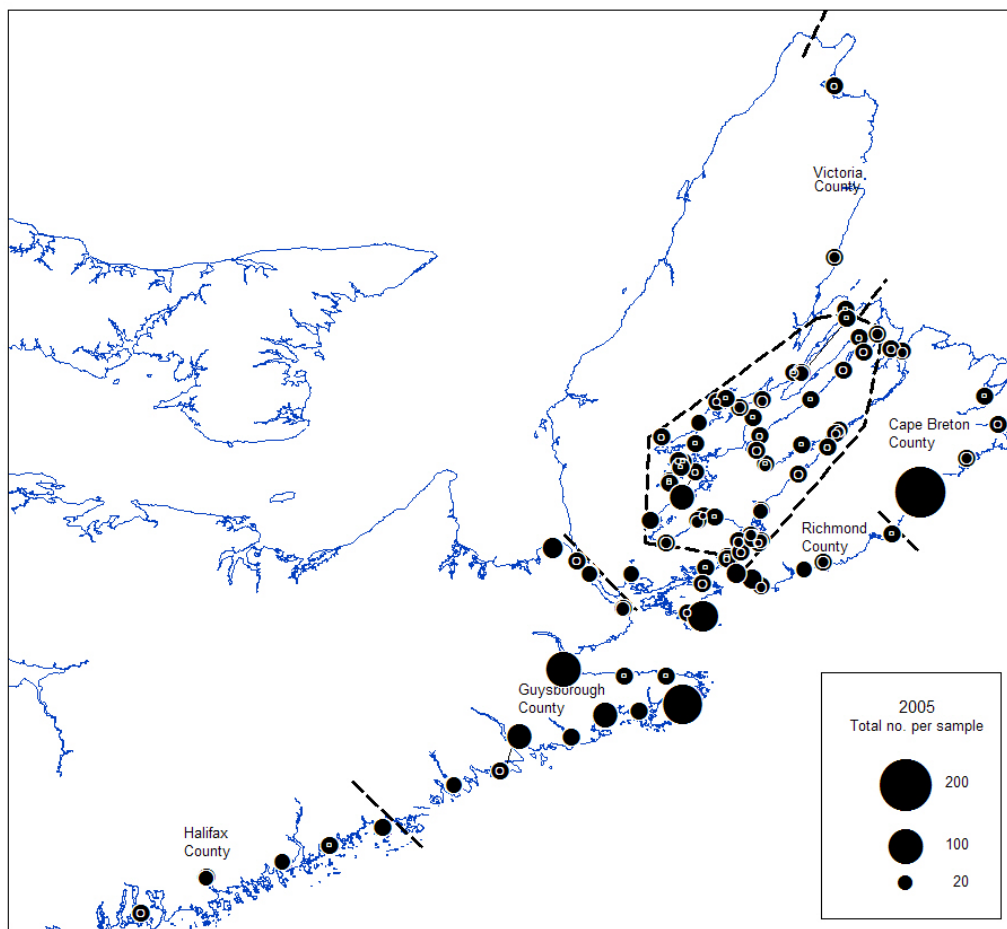 Victoria
County
Cape Breton
County
Richmond
County
Guysborough
County
Halifax
County
2005
Total no. per sample
200
100
20